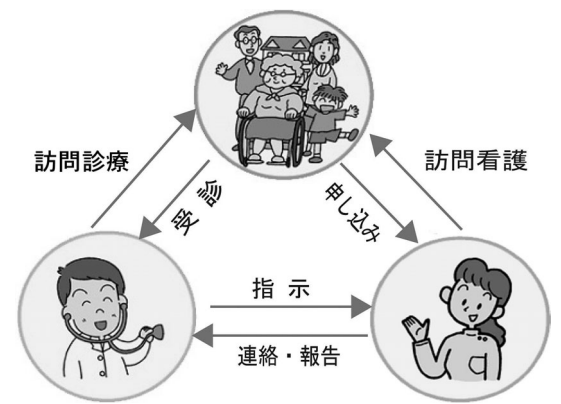 訪問診療
訪問看護
受診
申し込み
指示
連絡・報告